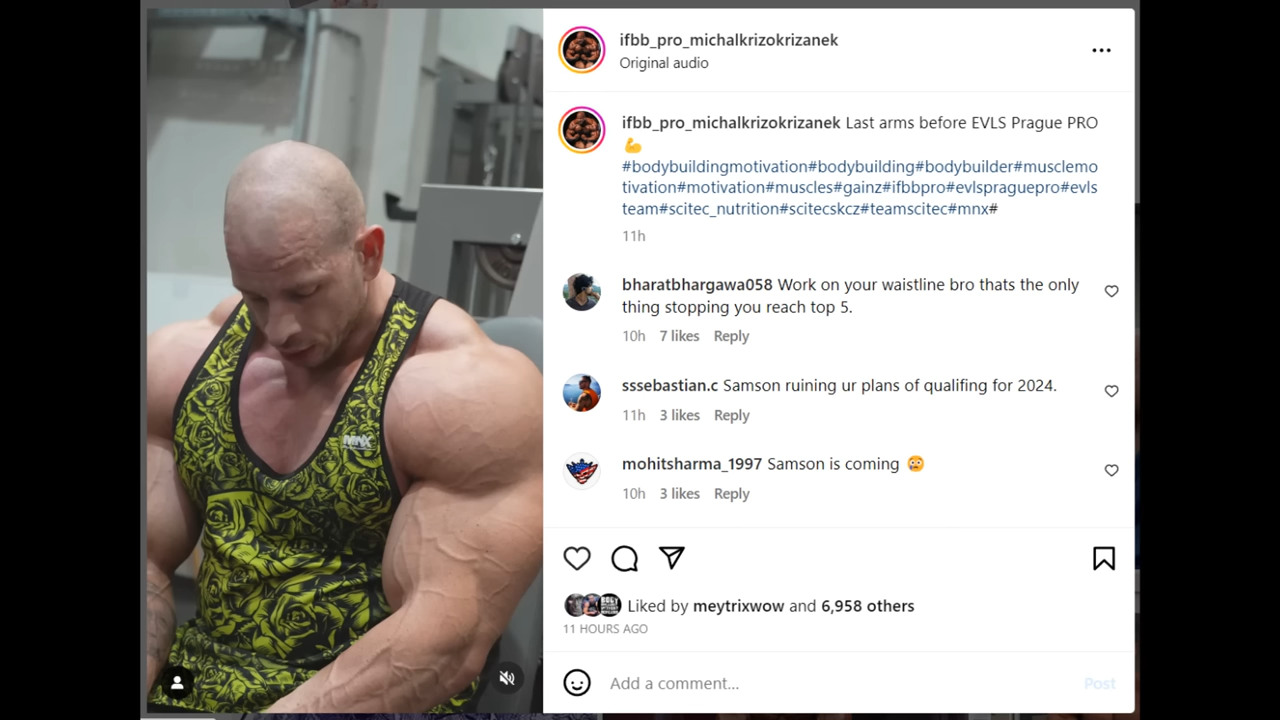 ifbb_pro_michalkrizokrizanek
Original audio
ifbb_pro_michalkrizokrizanek Last arms before EVLS Prague PRO
💪
#bodybuildingmotivation#bodybuilding#bodybuilder#musclemo
tivation#motivation#muscles#gainz#ifbbpro#evlspraguepro#evls
team#scitec_nutrition#scitecskcz#teamscitec#mnx#
11h
bharatbhargawa058 Work on your waistline bro thats the only
thing stopping you reach top 5.
10h 7 likes Reply
sssebastian.c Samson ruining ur plans of qualifing for 2024.
11h 3 likes Reply
mohitsharma_1997 Samson is coming 😰
10h 3 likes Reply
MNX
Liked by meytrixwow and 6,958 others
11 HOURS AGO
Add a comment...
Post